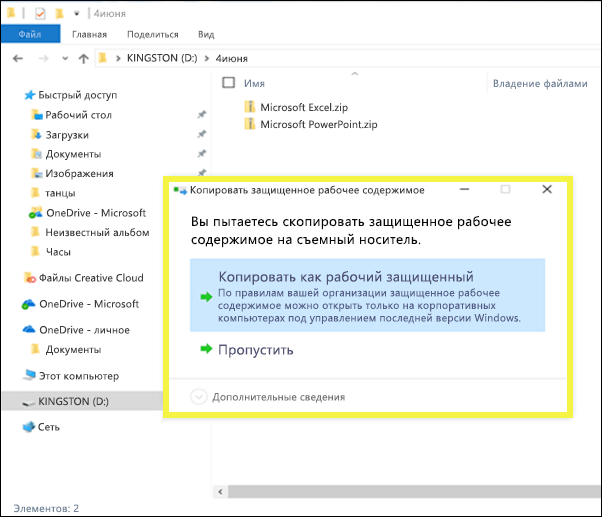 4июня
Файл Главная Поделиться Вид
KINGSTON (D:) 4июня
Имя Владение файлами
Быстрый доступ
Рабочий стол
Загрузки
Документы
Изображения
танцы
OneDrive - Microsoft
Неизвестный альбом
Часы
Файлы Creative Cloud
OneDrive - Microsoft
OneDrive - личное
Документы
Этот компьютер
KINGSTON (D:)
Сеть
Microsoft Excel.zip
Microsoft PowerPoint.zip
Копировать защищенное рабочее содержимое
Вы пытаетесь скопировать защищенное рабочее
содержимое на съемный носитель.
Копировать как рабочий защищенный
По правилам вашей организации защищенное рабочее
содержимое можно открыть только на корпоративных
компьютерах под управлением последней версии Windows.
Пропустить
Дополнительные сведения
Элементов: 2